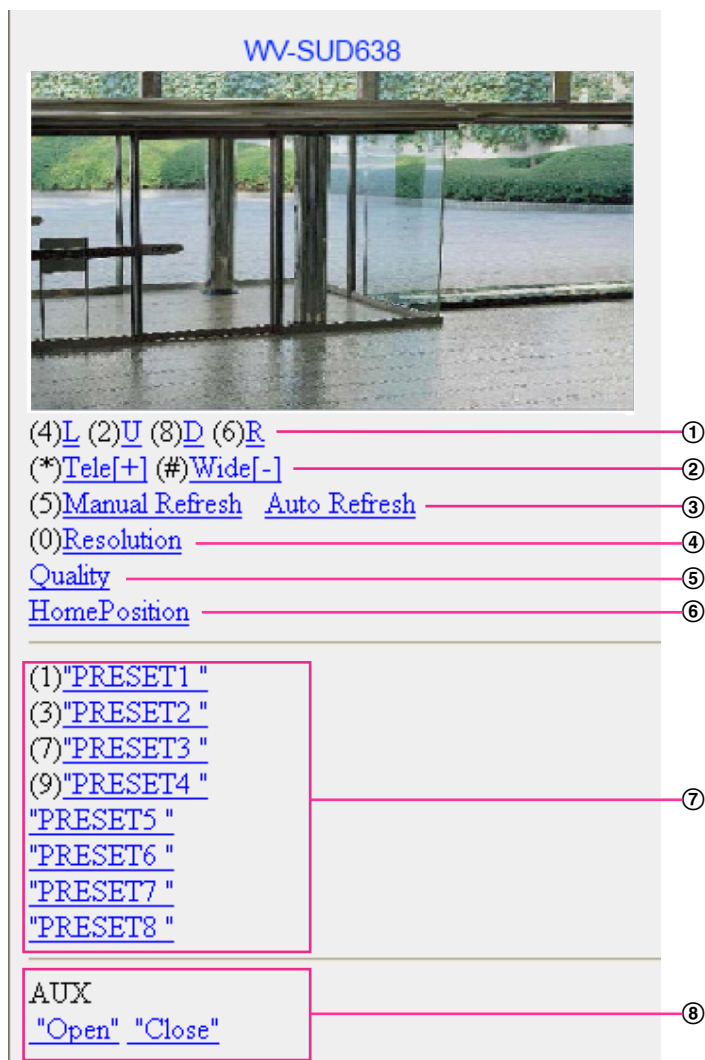 WV-SUD638
(4)L (2)U (8)D (6)R ①
(*)Tele[+] (#)Wide[-] ②
(5)Manual Refresh Auto Refresh ③
(0)Resolution ④
Quality ⑤
HomePosition ⑥
(1)"PRESET1 "
(3)"PRESET2 "
(7)"PRESET3 "
(9)"PRESET4 " ⑦
"PRESET5 "
"PRESET6 "
"PRESET7 "
"PRESET8 "
AUX
"Open" "Close" ⑧